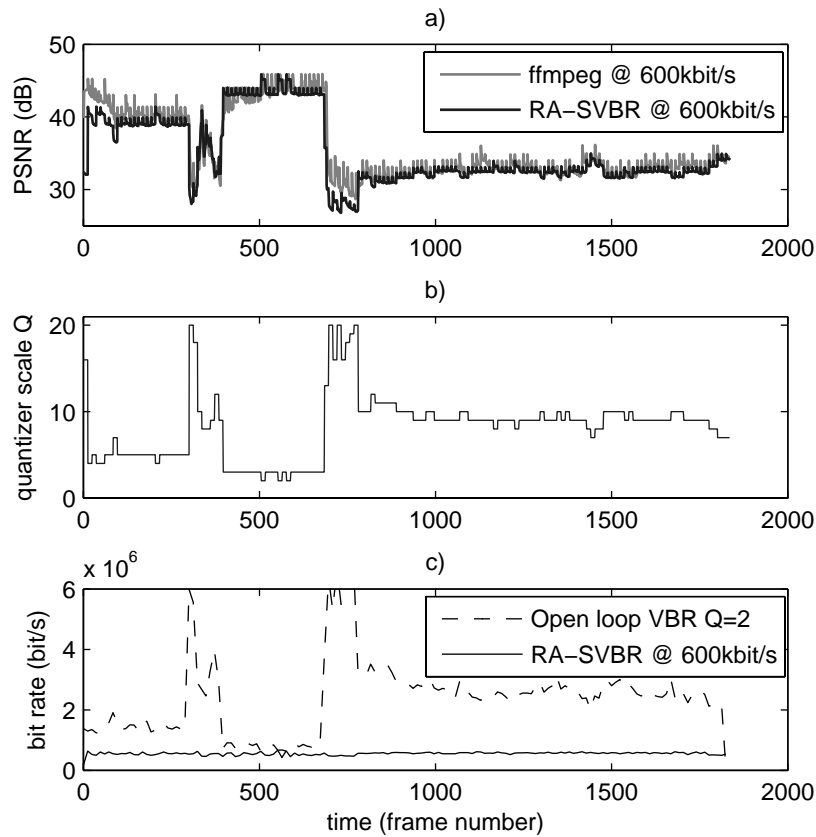 a)
50
40
30
PSNR (dB)
ffmpeg @ 600kbit/s
RA−SVBR @ 600kbit/s
0
500
1000
1500
2000
b)
20
10
0
quantizer scale Q
0
500
1000
1500
2000
c)
x 10^6
6
4
2
0
bit rate (bit/s)
Open loop VBR Q=2
RA−SVBR @ 600kbit/s
0
500
1000
1500
2000
time (frame number)